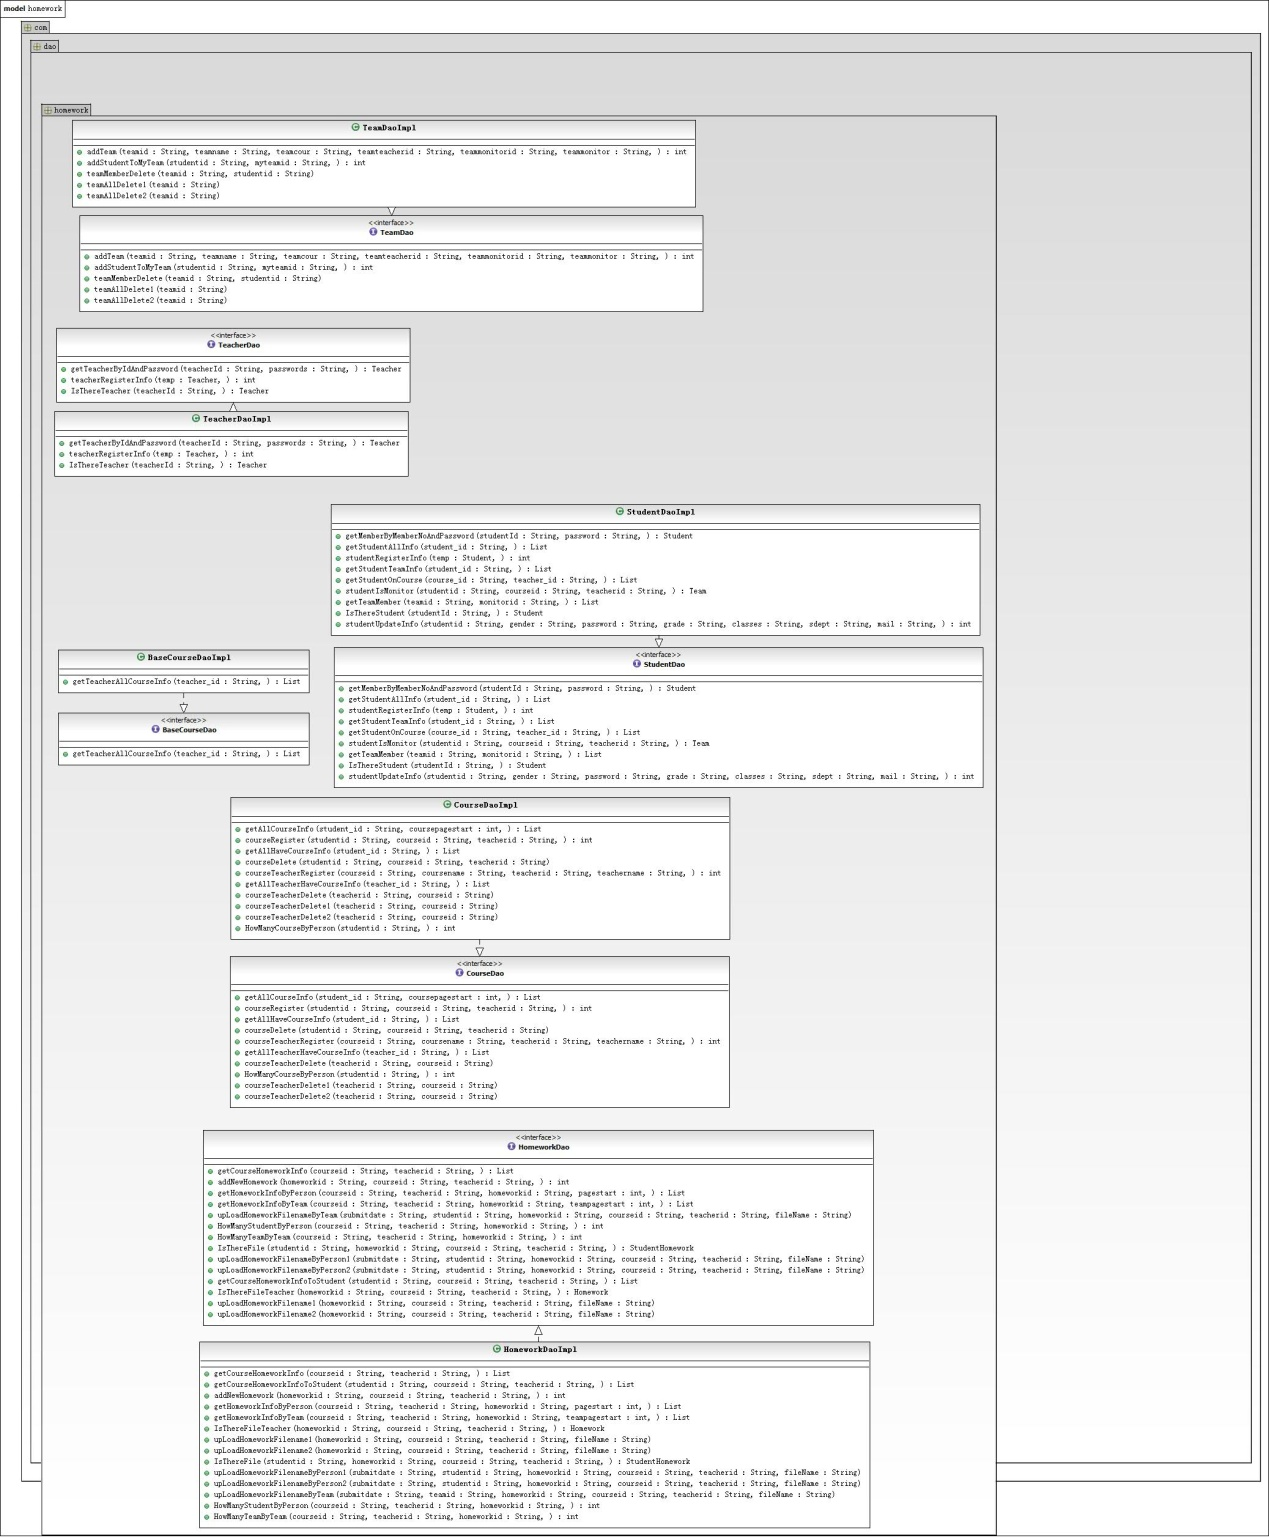 model homework
com
dao
homework
TeamDaoImpl
addTeam (teamid : String, teamname : String, teamcour : String, teamteacherid : String, teammonitorid : String, teammonitor : String, ) : int
addStudentToMyTeam (studentid : String, myteamid : String, ) : int
teamMemberDelete (teamid : String, studentid : String)
teamAllDelete1 (teamid : String)
teamAllDelete2 (teamid : String)
<<interface>>
TeamDao
addTeam (teamid : String, teamname : String, teamcour : String, teamteacherid : String, teammonitorid : String, teammonitor : String, ) : int
addStudentToMyTeam (studentid : String, myteamid : String, ) : int
teamMemberDelete (teamid : String, studentid : String)
teamAllDelete1 (teamid : String)
teamAllDelete2 (teamid : String)
<<interface>>
TeacherDao
getTeacherByIdAndPassword (teacherId : String, passwords : String, ) : Teacher
teacherRegisterInfo (temp : Teacher, ) : int
IsThereTeacher (teacherId : String, ) : Teacher
TeacherDaoImpl
getTeacherByIdAndPassword (teacherId : String, passwords : String, ) : Teacher
teacherRegisterInfo (temp : Teacher, ) : int
IsThereTeacher (teacherId : String, ) : Teacher
StudentDaoImpl
getMemberByMemberNoAndPassword (studentId : String, password : String, ) : Student
getStudentAllInfo (student_id : String, ) : List
studentRegisterInfo (temp : Student, ) : int
getStudentTeamInfo (student_id : String, ) : List
getStudentOnCourse (course_id : String, teacher_id : String, ) : List
studentIsMonitor (studentid : String, courseid : String, teacherid : String, ) : Team
getTeamMember (teamid : String, monitorid : String, ) : List
IsThereStudent (studentId : String, ) : Student
studentUpdateInfo (studentid : String, gender : String, password : String, grade : String, classes : String, sdept : String, mail : String, ) : int
BaseCourseDaoImpl
getTeacherAllCourseInfo (teacher_id : String, ) : List
<<interface>>
BaseCourseDao
getTeacherAllCourseInfo (teacher_id : String, ) : List
<<interface>>
StudentDao
getMemberByMemberNoAndPassword (studentId : String, password : String, ) : Student
getStudentAllInfo (student_id : String, ) : List
studentRegisterInfo (temp : Student, ) : int
getStudentTeamInfo (student_id : String, ) : List
getStudentOnCourse (course_id : String, teacher_id : String, ) : List
studentIsMonitor (studentid : String, courseid : String, teacherid : String, ) : Team
getTeamMember (teamid : String, monitorid : String, ) : List
IsThereStudent (studentId : String, ) : Student
studentUpdateInfo (studentid : String, gender : String, password : String, grade : String, classes : String, sdept : String, mail : String, ) : int
CourseDaoImpl
getAllCourseInfo (student_id : String, coursepagestart : int, ) : List
courseRegister (studentid : String, courseid : String, teacherid : String, ) : int
getAllHaveCourseInfo (student_id : String, ) : List
courseDelete (studentid : String, courseid : String, teacherid : String)
courseTeacherRegister (courseid : String, coursename : String, teacherid : String, teachername : String, ) : int
getAllTeacherHaveCourseInfo (teacher_id : String, ) : List
courseTeacherDelete (teacherid : String, courseid : String)
courseTeacherDelete1 (teacherid : String, courseid : String)
courseTeacherDelete2 (teacherid : String, courseid : String)
HowManyCourseByPerson (studentid : String, ) : int
<<interface>>
CourseDao
getAllCourseInfo (student_id : String, coursepagestart : int, ) : List
courseRegister (studentid : String, courseid : String, teacherid : String, ) : int
getAllHaveCourseInfo (student_id : String, ) : List
courseDelete (studentid : String, courseid : String, teacherid : String)
courseTeacherRegister (courseid : String, coursename : String, teacherid : String, teachername : String, ) : int
getAllTeacherHaveCourseInfo (teacher_id : String, ) : List
courseTeacherDelete (teacherid : String, courseid : String)
HowManyCourseByPerson (studentid : String, ) : int
courseTeacherDelete1 (teacherid : String, courseid : String)
courseTeacherDelete2 (teacherid : String, courseid : String)
<<interface>>
HomeworkDao
getCourseHomeworkInfo (courseid : String, teacherid : String, ) : List
addNewHomework (homeworkid : String, courseid : String, teacherid : String, ) : int
getHomeworkInfoByPerson (courseid : String, teacherid : String, homeworkid : String, pagestart : int, ) : List
getHomeworkInfoByTeam (courseid : String, teacherid : String, homeworkid : String, teampagestart : int, ) : List
upLoadHomeworkFilenameByTeam (submitdate : String, studentid : String, homeworkid : String, courseid : String, teacherid : String, fileName : String)
HowManyStudentByPerson (courseid : String, teacherid : String, homeworkid : String, ) : int
HowManyTeamByTeam (courseid : String, teacherid : String, homeworkid : String, ) : int
IsThereFile (studentid : String, homeworkid : String, courseid : String, teacherid : String, ) : StudentHomework
upLoadHomeworkFilenameByPerson1 (submitdate : String, studentid : String, homeworkid : String, courseid : String, teacherid : String, fileName : String)
upLoadHomeworkFilenameByPerson2 (submitdate : String, studentid : String, homeworkid : String, courseid : String, teacherid : String, fileName : String)
getCourseHomeworkInfoToStudent (studentid : String, courseid : String, teacherid : String, ) : List
IsThereFileTeacher (homeworkid : String, courseid : String, teacherid : String, ) : Homework
upLoadHomeworkFilename1 (homeworkid : String, courseid : String, teacherid : String, fileName : String)
upLoadHomeworkFilename2 (homeworkid : String, courseid : String, teacherid : String, fileName : String)
HomeworkDaoImpl
getCourseHomeworkInfo (courseid : String, teacherid : String, ) : List
getCourseHomeworkInfoToStudent (studentid : String, courseid : String, teacherid : String, ) : List
addNewHomework (homeworkid : String, courseid : String, teacherid : String, ) : int
getHomeworkInfoByPerson (courseid : String, teacherid : String, homeworkid : String, pagestart : int, ) : List
getHomeworkInfoByTeam (courseid : String, teacherid : String, homeworkid : String, teampagestart : int, ) : List
IsThereFileTeacher (homeworkid : String, courseid : String, teacherid : String, ) : Homework
upLoadHomeworkFilename1 (homeworkid : String, courseid : String, teacherid : String, fileName : String)
upLoadHomeworkFilename2 (homeworkid : String, courseid : String, teacherid : String, fileName : String)
IsThereFile (studentid : String, homeworkid : String, courseid : String, teacherid : String, ) : StudentHomework
upLoadHomeworkFilenameByPerson1 (submitdate : String, studentid : String, homeworkid : String, courseid : String, teacherid : String, fileName : String)
upLoadHomeworkFilenameByPerson2 (submitdate : String, studentid : String, homeworkid : String, courseid : String, teacherid : String, fileName : String)
upLoadHomeworkFilenameByTeam (submitdate : String, teamid : String, homeworkid : String, courseid : String, teacherid : String, fileName : String)
HowManyStudentByPerson (courseid : String, teacherid : String, homeworkid : String, ) : int
HowManyTeamByTeam (courseid : String, teacherid : String, homeworkid : String, ) : int